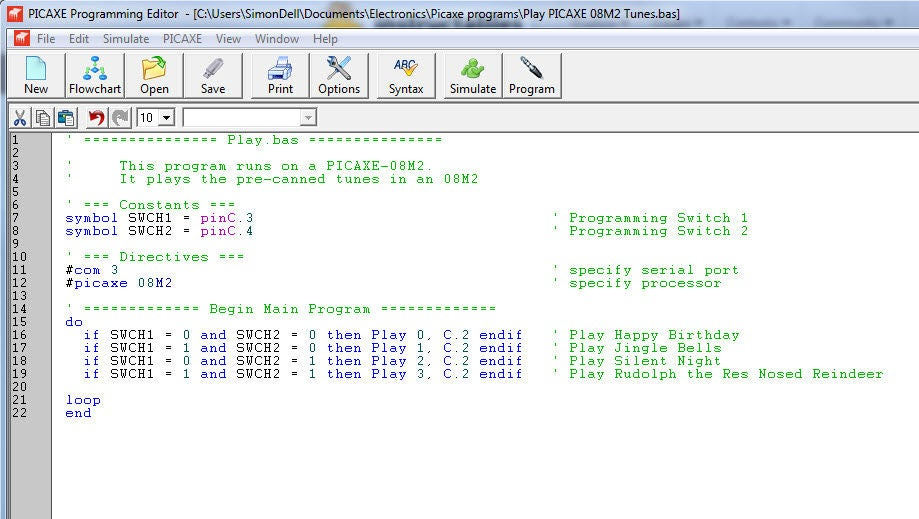 PICAXE Programming Editor - [C:\Users\SimonDell\Documents\Electronics\Picaxe programs\Play PICAXE 08M2 Tunes.bas]
File Edit Simulate PICAXE View Window Help
New Flowchart Open Save Print Options Syntax Simulate Program
10
1 ' =============== Play.bas ===============
2
3 ' This program runs on a PICAXE-08M2.
4 ' It plays the pre-canned tunes in an 08M2
5
6 ' === Constants ===
7 symbol SWCH1 = pinC.3 ' Programming Switch 1
8 symbol SWCH2 = pinC.4 ' Programming Switch 2
9
10 ' === Directives ===
11 #com 3 ' specify serial port
12 #picaxe 08M2 ' specify processor
13
14 ' ============= Begin Main Program =============
15 do
16 if SWCH1 = 0 and SWCH2 = 0 then Play 0, C.2 endif ' Play Happy Birthday
17 if SWCH1 = 1 and SWCH2 = 0 then Play 1, C.2 endif ' Play Jingle Bells
18 if SWCH1 = 0 and SWCH2 = 1 then Play 2, C.2 endif ' Play Silent Night
19 if SWCH1 = 1 and SWCH2 = 1 then Play 3, C.2 endif ' Play Rudolph the Res Nosed Reindeer
20
21 loop
22 end